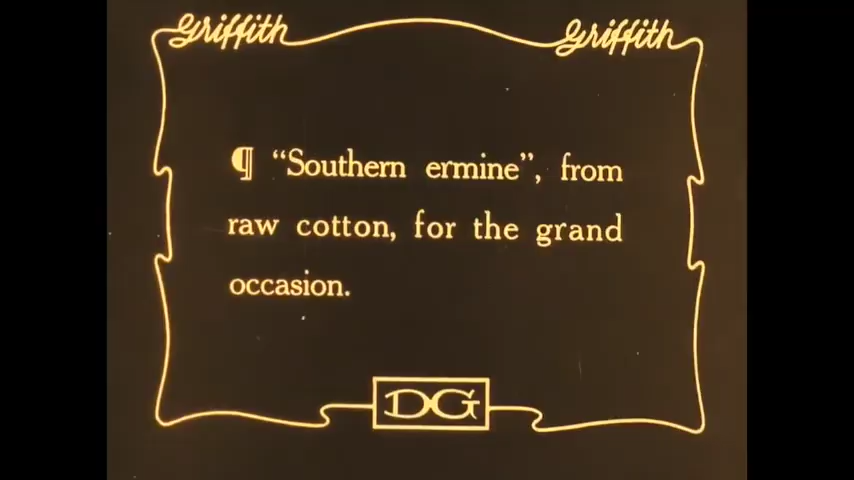 Griffith Griffith
¶ “Southern ermine”, from
raw cotton, for the grand
occasion.
DG